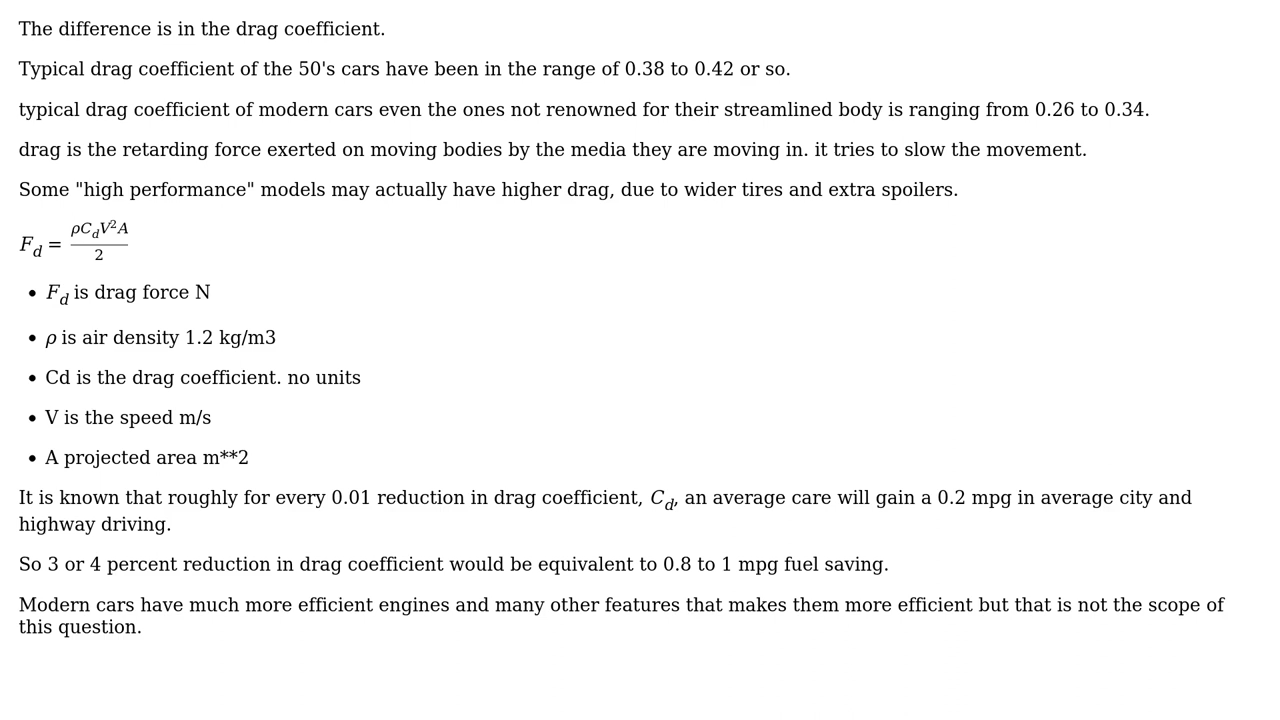 The difference is in the drag coefficient.
Typical drag coefficient of the 50's cars have been in the range of 0.38 to 0.42 or so.
typical drag coefficient of modern cars even the ones not renowned for their streamlined body is ranging from 0.26 to 0.34.
drag is the retarding force exerted on moving bodies by the media they are moving in. it tries to slow the movement.
Some "high performance" models may actually have higher drag, due to wider tires and extra spoilers.
$F_d = \frac{\rho C_d V^2 A}{2}$
• $F_d$ is drag force N
• $\rho$ is air density 1.2 kg/m3
• Cd is the drag coefficient. no units
• V is the speed m/s
• A projected area m**2
It is known that roughly for every 0.01 reduction in drag coefficient, $C_d$, an average care will gain a 0.2 mpg in average city and
highway driving.
So 3 or 4 percent reduction in drag coefficient would be equivalent to 0.8 to 1 mpg fuel saving.
Modern cars have much more efficient engines and many other features that makes them more efficient but that is not the scope of
this question.